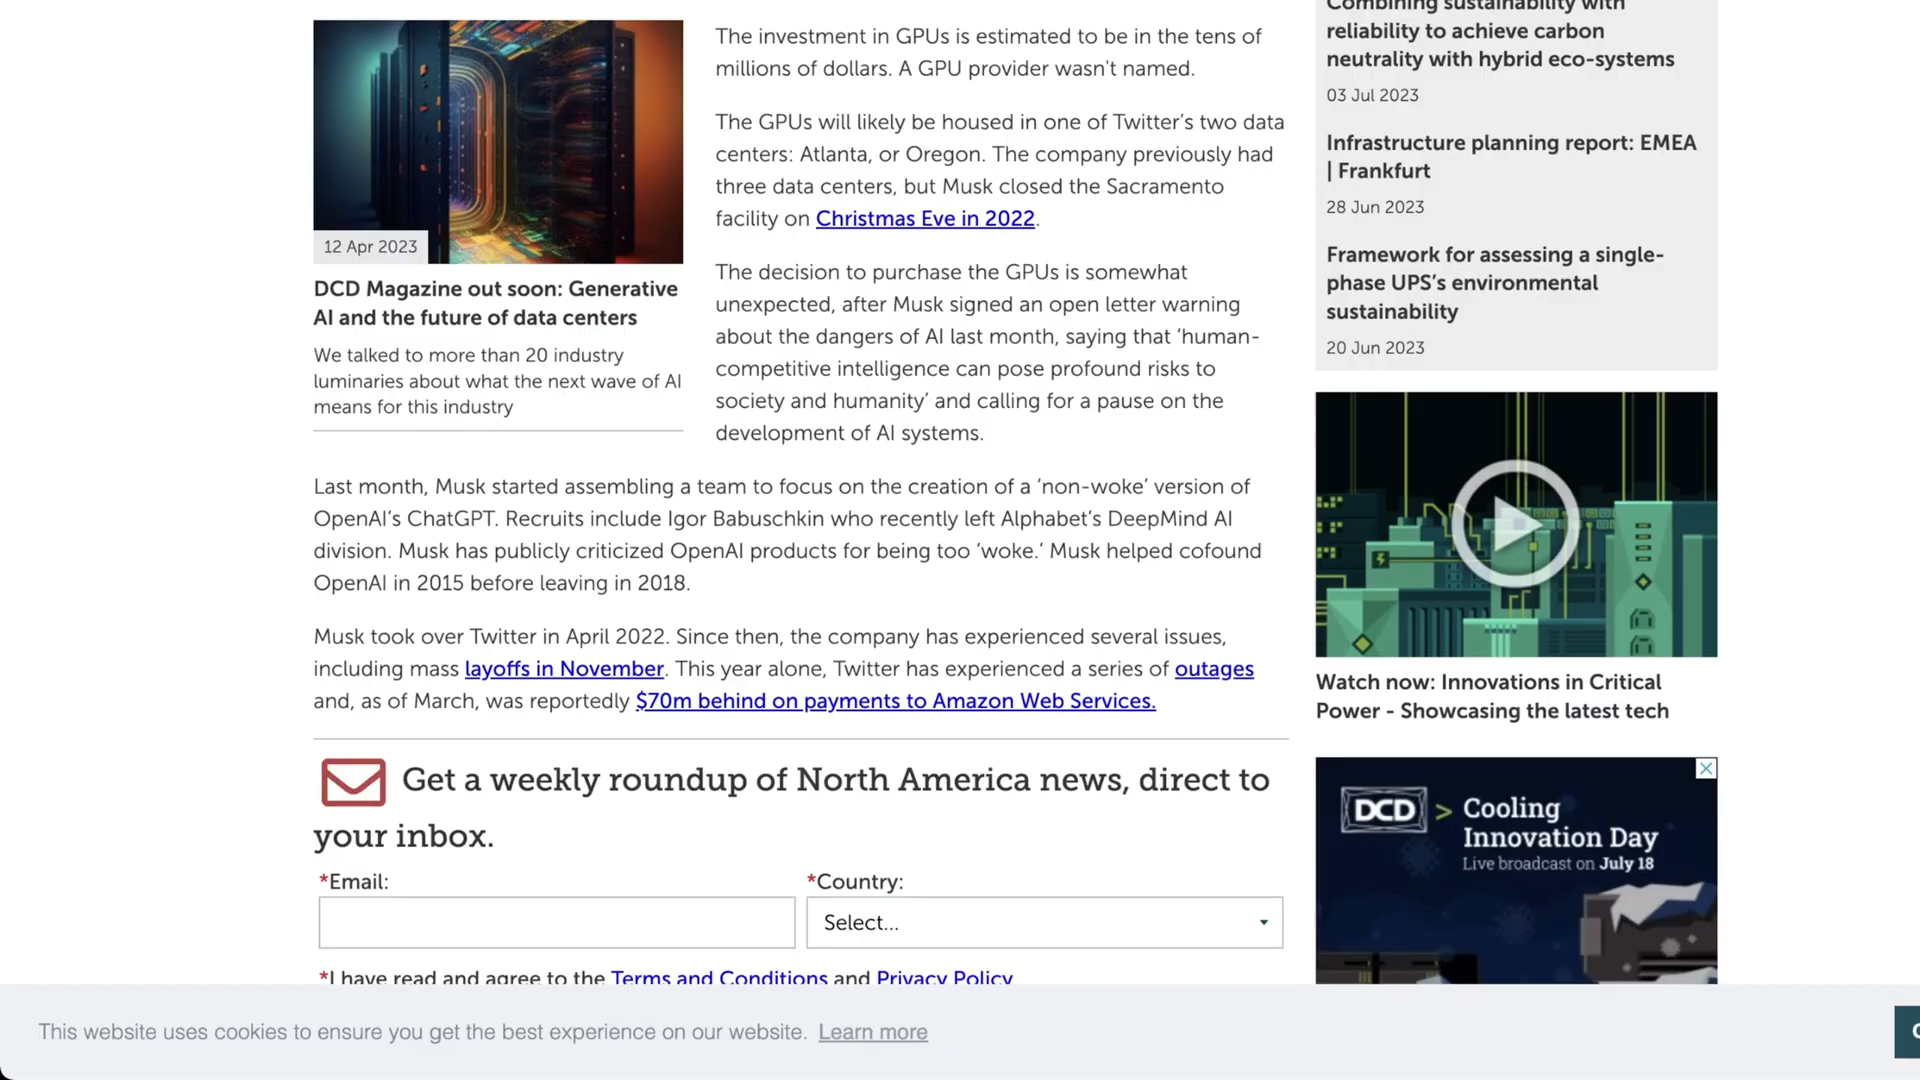 12 Apr 2023
DCD Magazine out soon: Generative
AI and the future of data centers
We talked to more than 20 industry
luminaries about what the next wave of AI
means for this industry
The investment in GPUs is estimated to be in the tens of
millions of dollars. A GPU provider wasn't named.
The GPUs will likely be housed in one of Twitter’s two data
centers: Atlanta, or Oregon. The company previously had
three data centers, but Musk closed the Sacramento
facility on Christmas Eve in 2022.
The decision to purchase the GPUs is somewhat
unexpected, after Musk signed an open letter warning
about the dangers of AI last month, saying that ‘human-
competitive intelligence can pose profound risks to
society and humanity’ and calling for a pause on the
development of AI systems.
Last month, Musk started assembling a team to focus on the creation of a ‘non-woke’ version of
OpenAI’s ChatGPT. Recruits include Igor Babuschkin who recently left Alphabet’s DeepMind AI
division. Musk has publicly criticized OpenAI products for being too ‘woke.’ Musk helped cofound
OpenAI in 2015 before leaving in 2018.
Musk took over Twitter in April 2022. Since then, the company has experienced several issues,
including mass layoffs in November. This year alone, Twitter has experienced a series of outages
and, as of March, was reportedly $70m behind on payments to Amazon Web Services.
Get a weekly roundup of North America news, direct to
your inbox.
*Email:
*Country:
Select...
*I have read and agree to the Terms and Conditions and Privacy Policy
Combining sustainability with
reliability to achieve carbon
neutrality with hybrid eco-systems
03 Jul 2023
Infrastructure planning report: EMEA
| Frankfurt
28 Jun 2023
Framework for assessing a single-
phase UPS’s environmental
sustainability
20 Jun 2023
Watch now: Innovations in Critical
Power - Showcasing the latest tech
DCD > Cooling
Innovation Day
Live broadcast on July 18
This website uses cookies to ensure you get the best experience on our website. Learn more